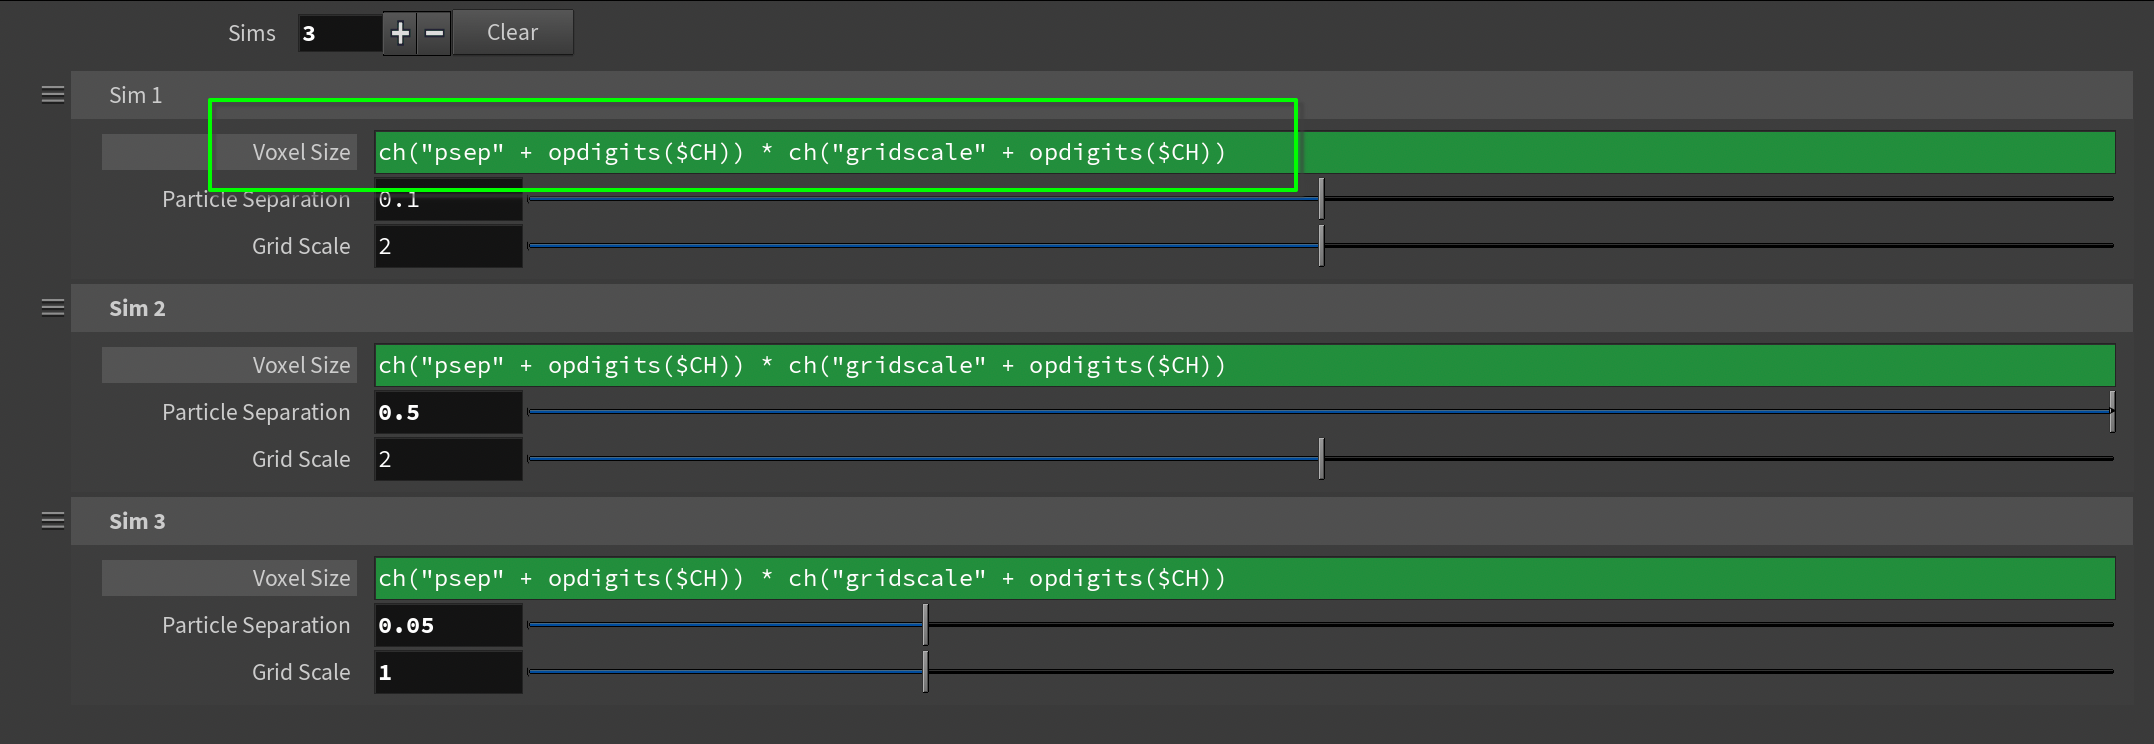 Sims 3 + − Clear
Sim 1
Voxel Size ch("psep" + opdigits($CH)) * ch("gridscale" + opdigits($CH))
Particle Separation 0.1
Grid Scale 2
Sim 2
Voxel Size ch("psep" + opdigits($CH)) * ch("gridscale" + opdigits($CH))
Particle Separation 0.5
Grid Scale 2
Sim 3
Voxel Size ch("psep" + opdigits($CH)) * ch("gridscale" + opdigits($CH))
Particle Separation 0.05
Grid Scale 1